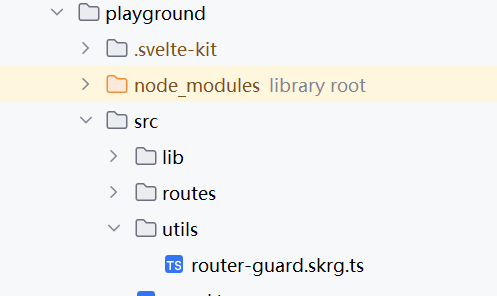 playground
.svelte-kit
node_modules library root
src
lib
routes
utils
TS router-guard.skrg.ts